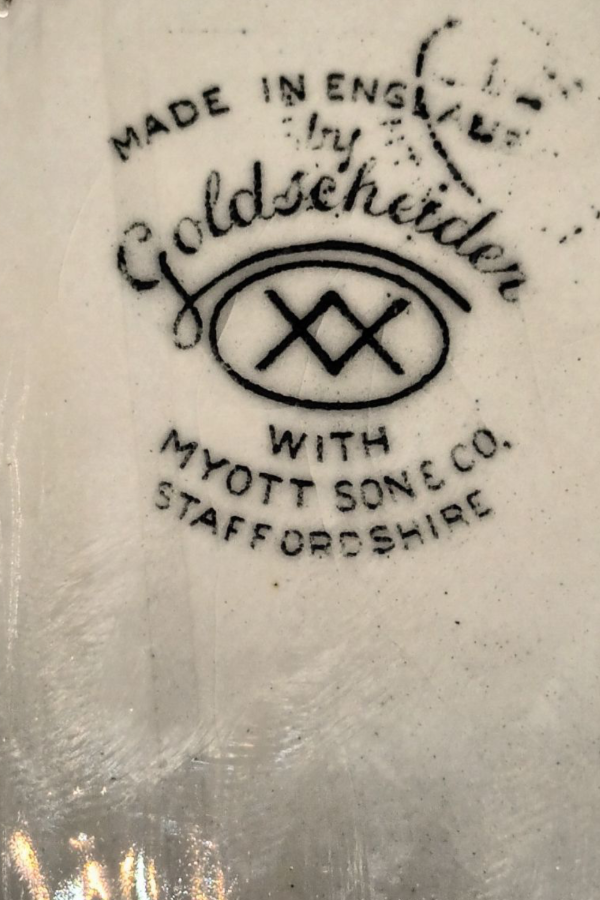 MADE IN ENGLAND
by
Goldscheider
WITH
MYOTT SON & CO.
STAFFORDSHIRE